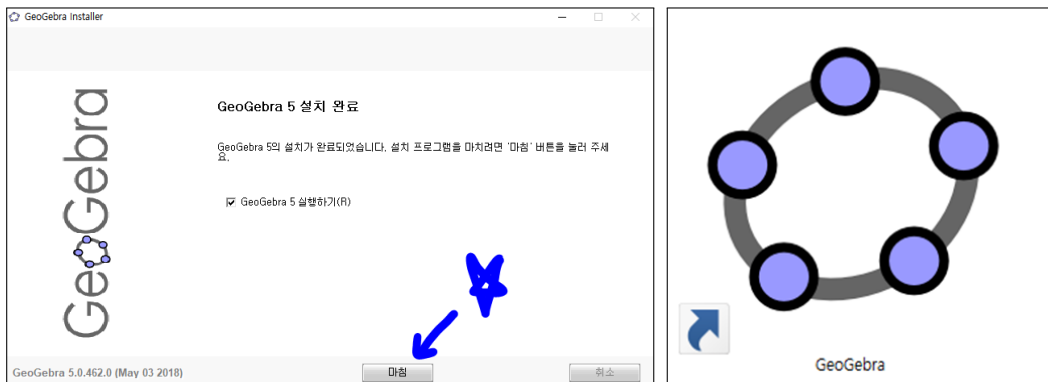 GeoGebra Installer
GeoGebra
GeoGebra 5 설치 완료
GeoGebra 5의 설치가 완료되었습니다. 설치 프로그램을 마치려면 '마침' 버튼을 눌러 주세
요.
GeoGebra 5 실행하기(R)
GeoGebra 5.0.462.0 (May 03 2018)
마침
취소
GeoGebra